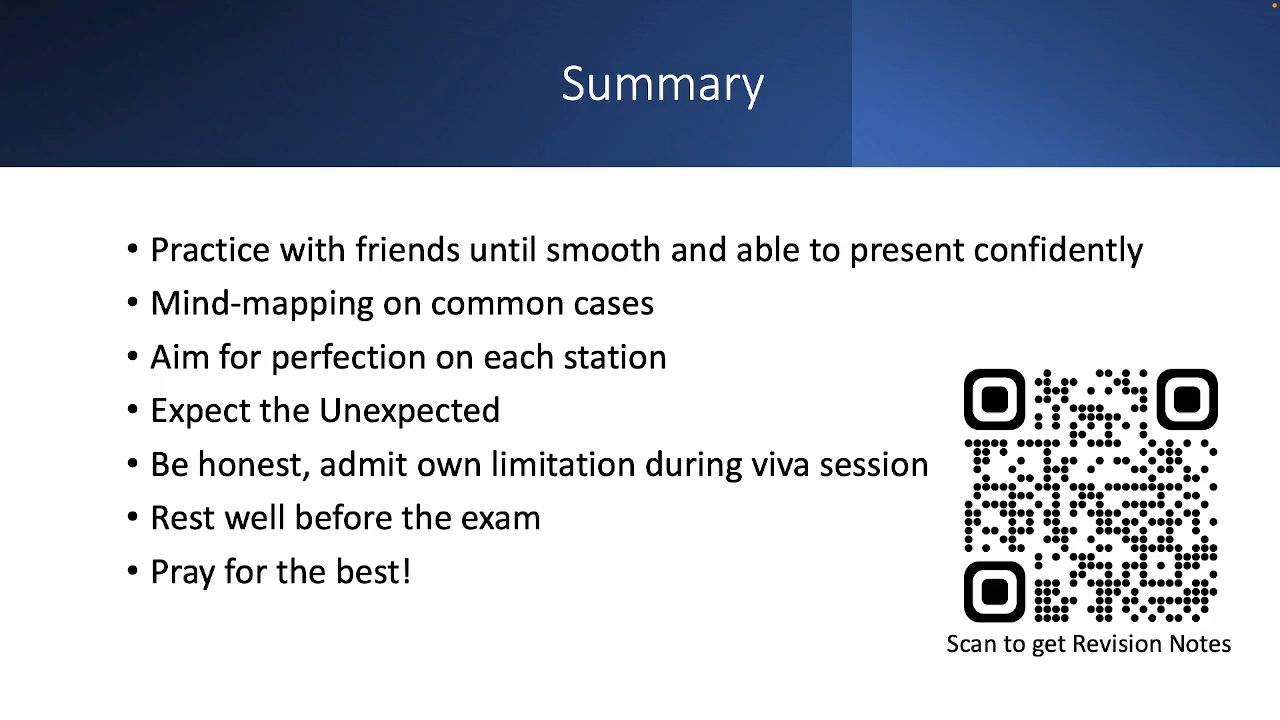 Summary
• Practice with friends until smooth and able to present confidently
• Mind-mapping on common cases
• Aim for perfection on each station
• Expect the Unexpected
• Be honest, admit own limitation during viva session
• Rest well before the exam
• Pray for the best!
Scan to get Revision Notes